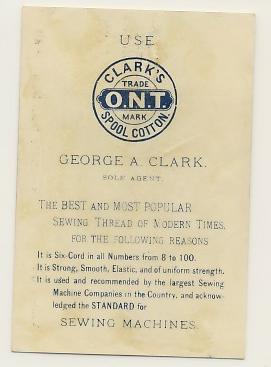 USE
CLARK'S
TRADE
O.N.T.
MARK
SPOOL COTTON.
GEORGE A. CLARK.
SOLE AGENT.
THE BEST AND MOST POPULAR
SEWING THREAD OF MODERN TIMES,
FOR THE FOLLOWING REASONS
It is Six-Cord in all Numbers from 8 to 100.
It is Strong, Smooth, Elastic, and of uniform strength.
It is used and recommended by the largest Sewing
Machine Companies in the Country, and acknow-
ledged the STANDARD for
SEWING MACHINES.